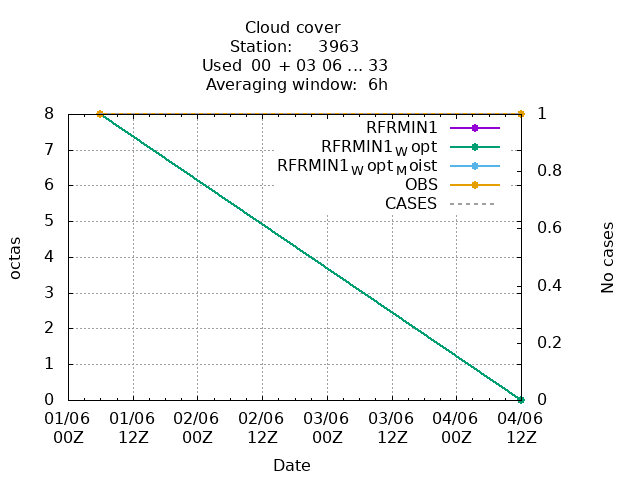 Cloud cover
Station: 3963
Used 00 + 03 06 ... 33
Averaging window: 6h
8 1
RFRMIN1
7 RFRMIN1Wopt
RFRMIN1WoptMoist 0.8
6 OBS
CASES
5 0.6
4
octas
No cases
3 0.4
2
0.2
1
0 0
01/06 01/06 02/06 02/06 03/06 03/06 04/06 04/06
00Z 12Z 00Z 12Z 00Z 12Z 00Z 12Z
Date